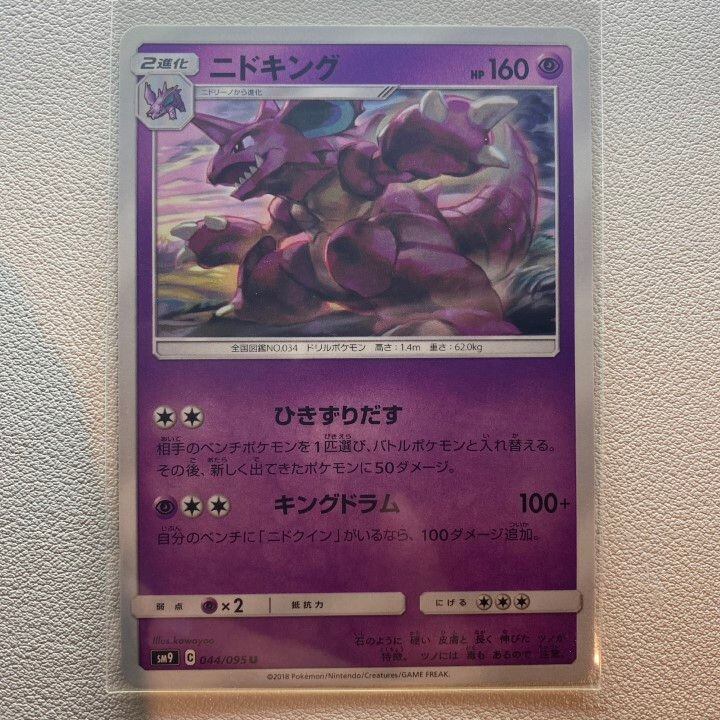 2進化
ニドキング
HP 160
ニドリーノから進化
全国図鑑NO.034 ドリルポケモン 高さ:1.4m 重さ:62.0kg
ひきずりだす
相手のベンチポケモンを1匹選び、バトルポケモンと入れ替える。
その後、新しく出てきたポケモンに50ダメージ。
キングドラム 100+
自分のベンチに「ニドクイン」がいるなら、100ダメージ追加。
弱点 ×2 抵抗力 にげる
Illus.kawayoo
石のように 硬い 皮膚と 長く 伸びた ツノが
特徴。 ツノには 毒も あるので 注意。
SM9 C 044/095 U
©2018 Pokémon/Nintendo/Creatures/GAME FREAK.